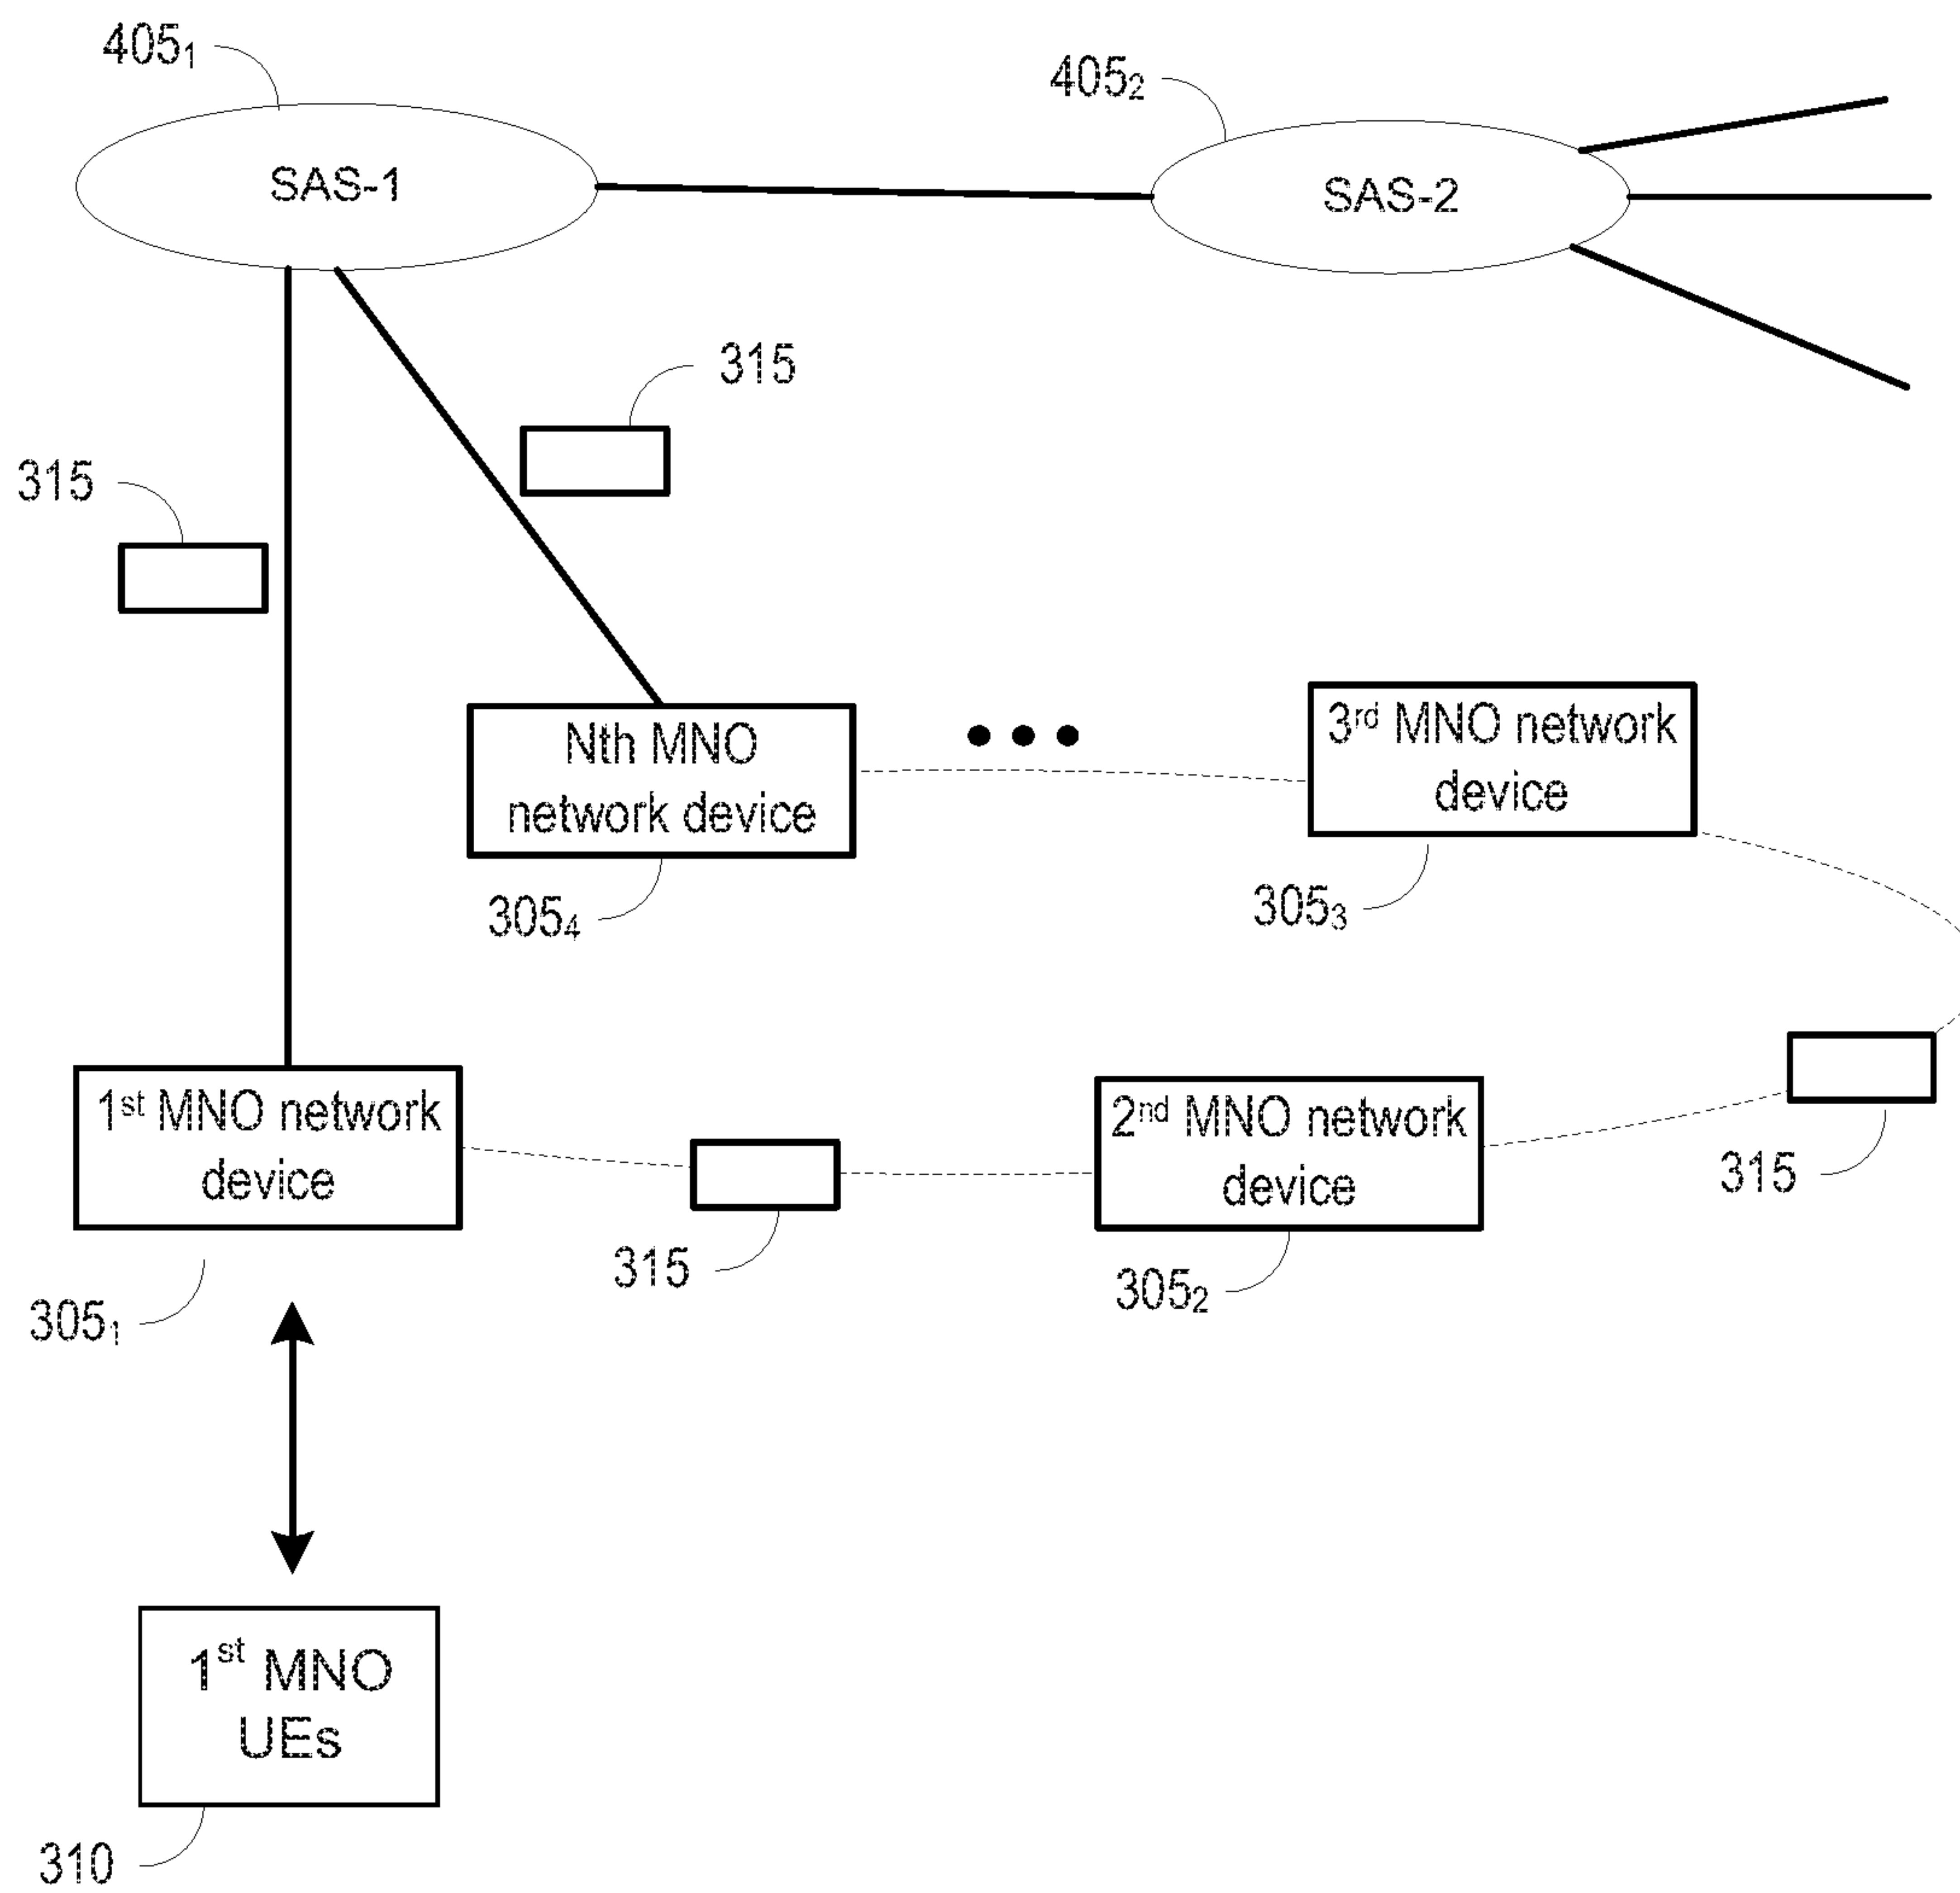 405₁
405₂
SAS-1
SAS-2
315
315
Nth MNO
network device
3rd MNO network
device
305₄
305₃
1st MNO network
device
2nd MNO network
device
315
315
305₁
305₂
1st MNO
UEs
310